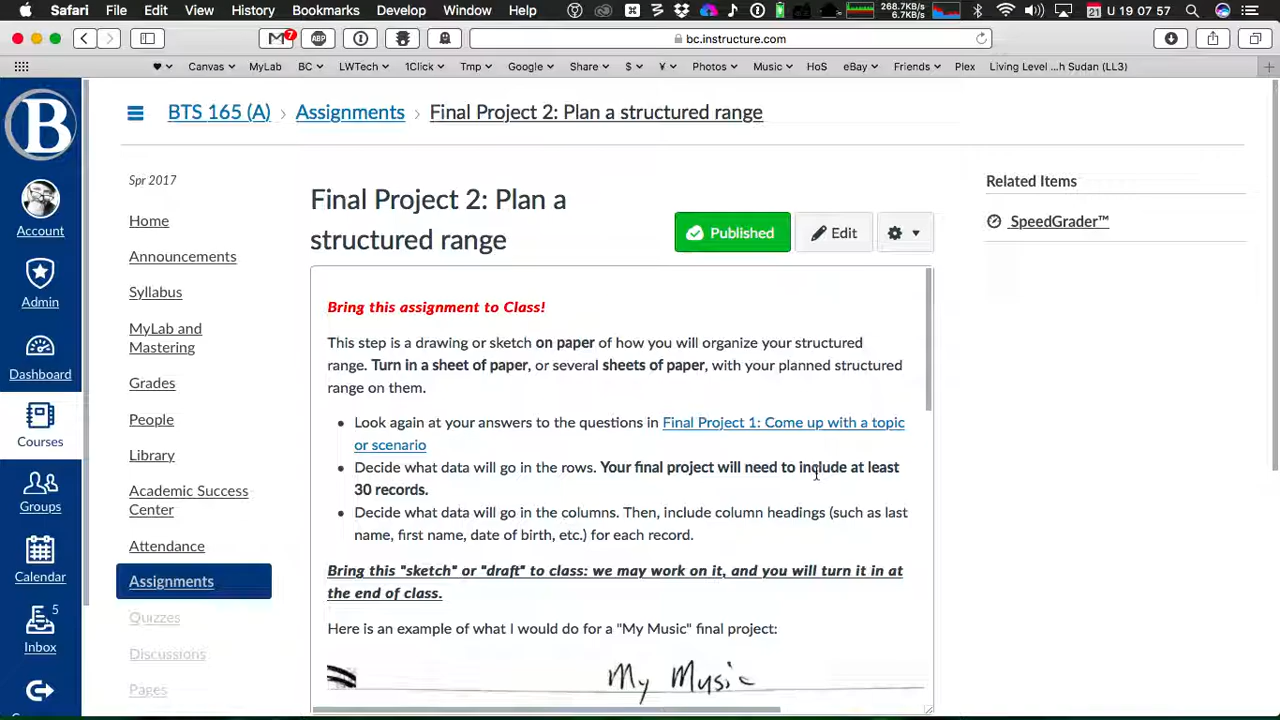 Safari File Edit View History Bookmarks Develop Window Help 268.7KB/s 6.7KB/s 21 U 19 07 57
7 ABP bc.instructure.com
Canvas MyLab BC LWTech 1Click Tmp Google Share $ ¥ Photos Music HoS eBay Friends Plex Living Level ...h Sudan (LL3)
B BTS 165 (A) › Assignments › Final Project 2: Plan a structured range
Account
Admin
Dashboard
Courses
Groups
Calendar
5
Inbox
Spr 2017
Home
Announcements
Syllabus
MyLab and
Mastering
Grades
People
Library
Academic Success
Center
Attendance
Assignments
Quizzes
Discussions
Pages
Final Project 2: Plan a
structured range
Published Edit
Bring this assignment to Class!
This step is a drawing or sketch on paper of how you will organize your structured
range. Turn in a sheet of paper, or several sheets of paper, with your planned structured
range on them.
• Look again at your answers to the questions in Final Project 1: Come up with a topic
or scenario
• Decide what data will go in the rows. Your final project will need to include at least
30 records.
• Decide what data will go in the columns. Then, include column headings (such as last
name, first name, date of birth, etc.) for each record.
Bring this "sketch" or "draft" to class: we may work on it, and you will turn it in at
the end of class.
Here is an example of what I would do for a "My Music" final project:
My Music
Related Items
SpeedGrader™